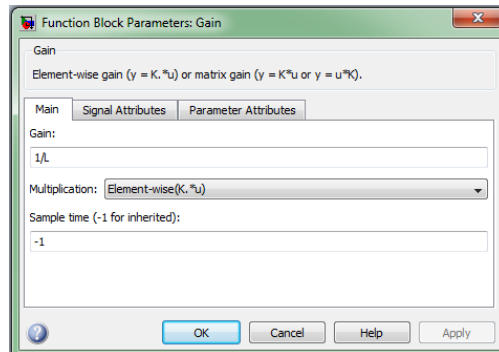 Function Block Parameters: Gain
Gain
Element-wise gain (y = K.*u) or matrix gain (y = K*u or y = u*K).
Main Signal Attributes Parameter Attributes
Gain:
1/L
Multiplication: Element-wise(K.*u)
Sample time (-1 for inherited):
-1
OK Cancel Help Apply